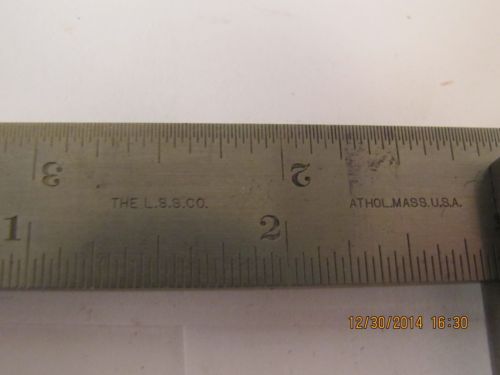 3 2
THE L.S.S.CO. ATHOL.MASS.U.S.A.
1 2
12/30/2014 16:30